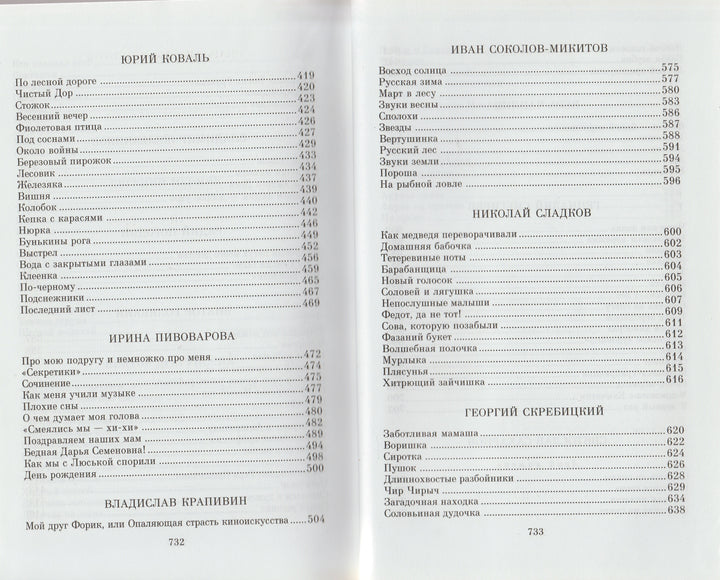 ЮРИЙ КОВАЛЬ
По лесной дороге 419
Чистый Дор 420
Стожок 423
Весенний вечер 424
Фиолетовая птица 426
Под соснами 427
Около войны 429
Березовый пирожок 433
Лесовик 434
Железяка 437
Вишня 439
Колобок 440
Кепка с карасями 442
Нюрка 446
Бунькины рога 449
Выстрел 452
Вода с закрытыми глазами 456
Клеенка 459
По-черному 465
Подснежники 467
Последний лист 469
ИРИНА ПИВОВАРОВА
Про мою подругу и немножко про меня 472
«Секретики» 474
Сочинение 475
Как меня учили музыке 477
Плохие сны 479
О чем думает моя голова 480
«Смеялись мы — хи-хи» 482
Поздравляем наших мам 489
Бедная Дарья Семеновна! 494
Как мы с Люськой спорили 498
День рождения 500
ВЛАДИСЛАВ КРАПИВИН
Мой друг Форик, или Опаляющая страсть киноискусства 504
732
ИВАН СОКОЛОВ-МИКИТОВ
Восход солнца 575
Русская зима 577
Март в лесу 580
Звуки весны 583
Сполохи 586
Звезды 587
Вертушинка 588
Русский лес 591
Звуки земли 594
Пороша 595
На рыбной ловле 596
НИКОЛАЙ СЛАДКОВ
Как медведя переворачивали 600
Домашняя бабочка 602
Тетеревиные ноты 603
Барабанщица 604
Новый голосок 605
Соловей и лягушка 606
Непослушные малыши 607
Федот, да не тот! 609
Сова, которую позабыли 611
Фазаний букет 612
Волшебная полочка 613
Мурлыка 614
Плясунья 615
Хитрющий зайчишка 616
ГЕОРГИЙ СКРЕБИЦКИЙ
Заботливая мамаша 620
Воришка 622
Сиротка 624
Пушок 626
Длиннохвостые разбойники 628
Чир Чирыч 629
Загадочная находка 634
Соловьиная дудочка 638
733